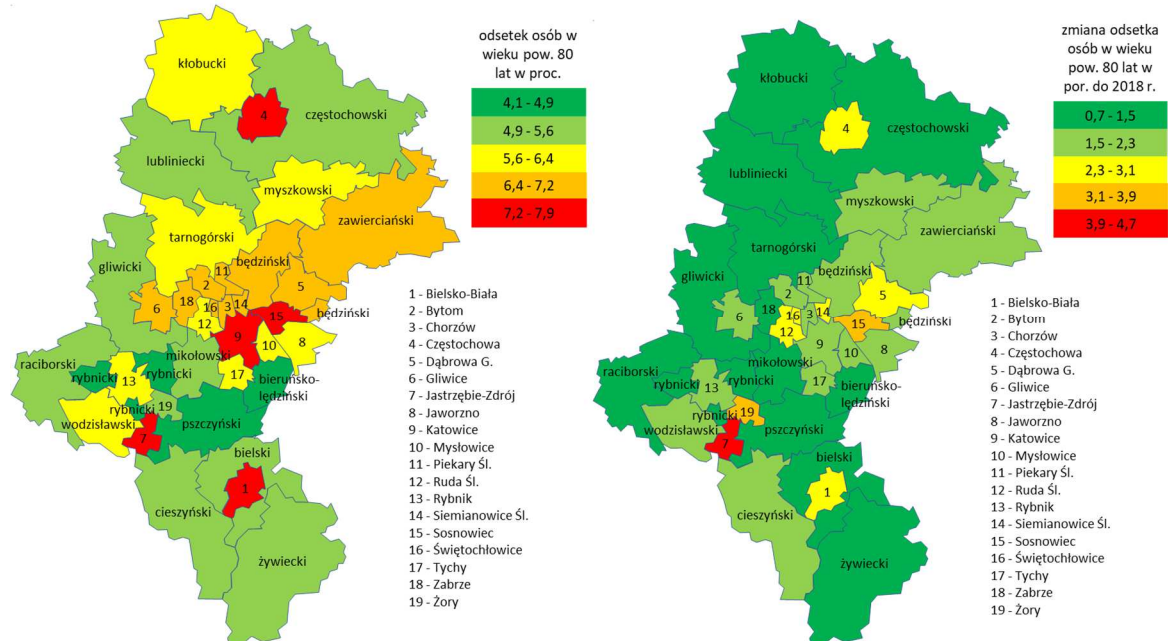 odsetek osób w
wieku pow. 80
lat w proc.
4,1 - 4,9
4,9 - 5,6
5,6 - 6,4
6,4 - 7,2
7,2 - 7,9
kłobucki
4
częstochowski
lubliniecki
myszkowski
zawierciański
tarnogórski
gliwicki
będziński
11
2
5
6
18
16
3
14
15
będziński
12
9
10
8
raciborski
mikołowski
rybnicki
rybnicki
13
17
bieruńsko-
lędziński
19
rybnicki
wodzisławski
7
pszczyński
bielski
1
cieszyński
żywiecki
1 - Bielsko-Biała
2 - Bytom
3 - Chorzów
4 - Częstochowa
5 - Dąbrowa G.
6 - Gliwice
7 - Jastrzębie-Zdrój
8 - Jaworzno
9 - Katowice
10 - Mysłowice
11 - Piekary Śl.
12 - Ruda Śl.
13 - Rybnik
14 - Siemianowice Śl.
15 - Sosnowiec
16 - Świętochłowice
17 - Tychy
18 - Zabrze
19 - Żory
zmiana odsetka
osób w wieku
pow. 80 lat w
por. do 2018 r.
0,7 - 1,5
1,5 - 2,3
2,3 - 3,1
3,1 - 3,9
3,9 - 4,7
kłobucki
4
częstochowski
lubliniecki
myszkowski
zawierciański
tarnogórski
gliwicki
będziński
11
2
5
6
18
16
3
14
15
będziński
12
9
10
8
raciborski
mikołowski
rybnicki
rybnicki
13
17
bieruńsko-
lędziński
19
rybnicki
wodzisławski
7
pszczyński
bielski
1
cieszyński
żywiecki
1 - Bielsko-Biała
2 - Bytom
3 - Chorzów
4 - Częstochowa
5 - Dąbrowa G.
6 - Gliwice
7 - Jastrzębie-Zdrój
8 - Jaworzno
9 - Katowice
10 - Mysłowice
11 - Piekary Śl.
12 - Ruda Śl.
13 - Rybnik
14 - Siemianowice Śl.
15 - Sosnowiec
16 - Świętochłowice
17 - Tychy
18 - Zabrze
19 - Żory